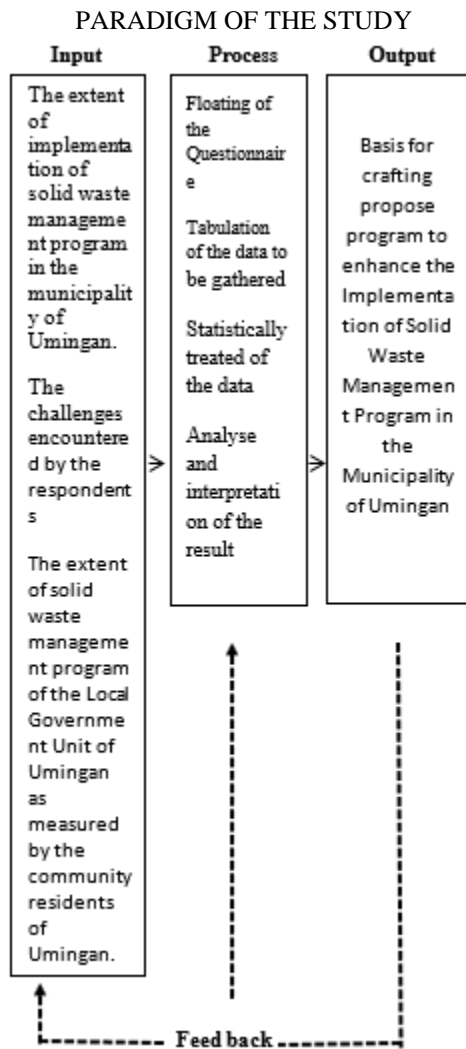 PARADIGM OF THE STUDY
Input
The extent
of
implementa
tion of
solid waste
manageme
nt program
in the
municipalit
y of
Umingan.
The
challenges
encountere
d by the
respondent
s
The extent
of solid
waste
manageme
nt program
of the Local
Governme
nt Unit of
Umingan
as
measured
by the
community
residents
of
Umingan.
Process
Floating of
the
Questionnair
e
Tabulation
of the data to
be gathered
Statistically
treated of
the data
Analyse
and
interpretati
on of the
result
Output
Basis for
crafting
propose
program to
enhance the
Implementa
tion of Solid
Waste
Managemen
t Program in
the
Municipality
of Umingan
Feed back